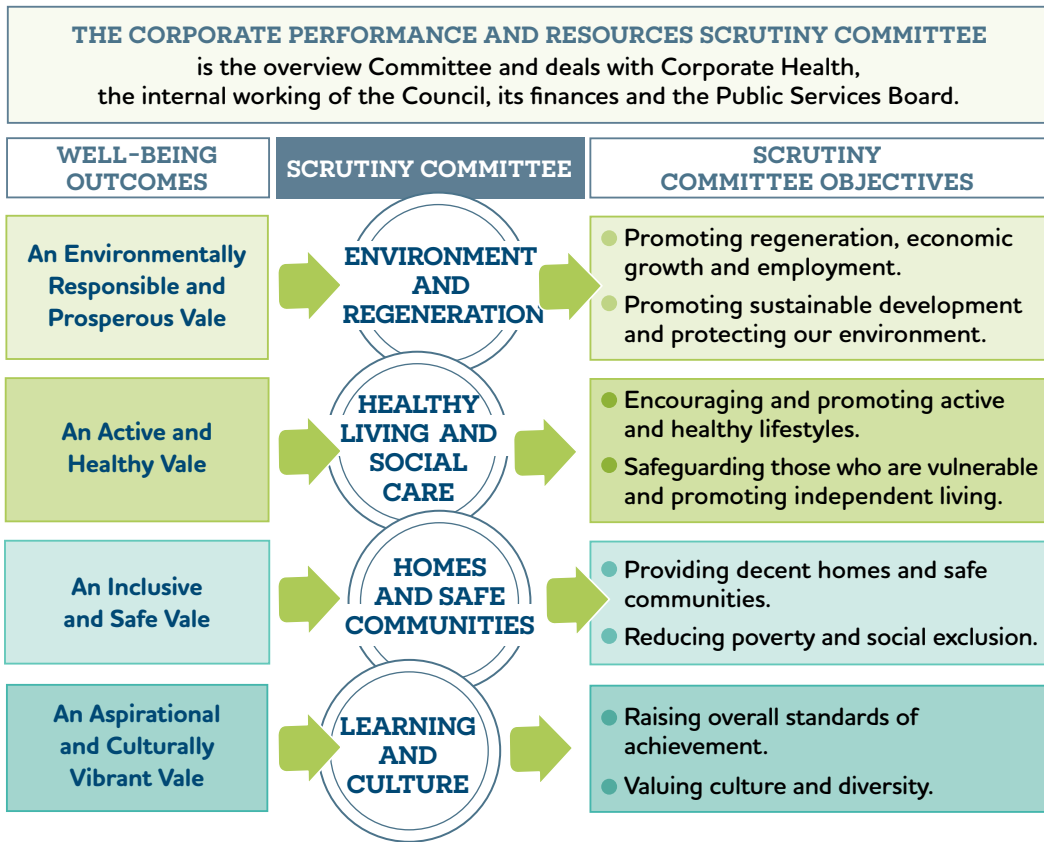 THE CORPORATE PERFORMANCE AND RESOURCES SCRUTINY COMMITTEE
is the overview Committee and deals with Corporate Health,
the internal working of the Council, its finances and the Public Services Board.
WELL-BEING
OUTCOMES
SCRUTINY COMMITTEE
SCRUTINY
COMMITTEE OBJECTIVES
An Environmentally
Responsible and
Prosperous Vale
ENVIRONMENT
AND
REGENERATION
Promoting regeneration, economic
growth and employment.
Promoting sustainable development
and protecting our environment.
An Active and
Healthy Vale
HEALTHY
LIVING AND
SOCIAL
CARE
Encouraging and promoting active
and healthy lifestyles.
Safeguarding those who are vulnerable
and promoting independent living.
An Inclusive
and Safe Vale
HOMES
AND SAFE
COMMUNITIES
Providing decent homes and safe
communities.
Reducing poverty and social exclusion.
An Aspirational
and Culturally
Vibrant Vale
LEARNING
AND
CULTURE
Raising overall standards of
achievement.
Valuing culture and diversity.